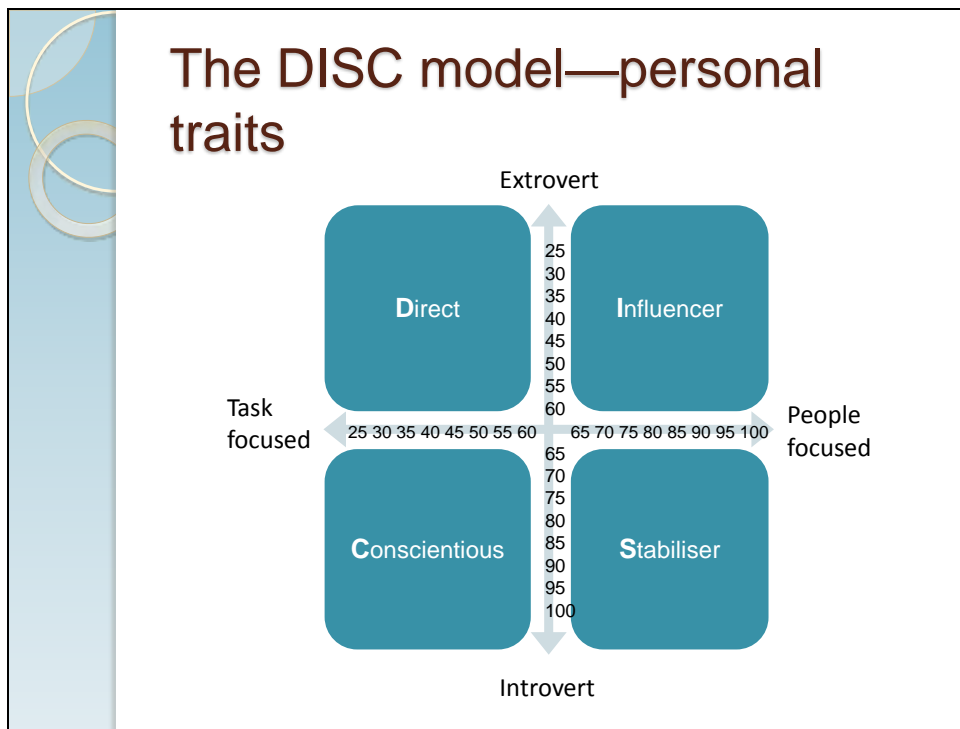 The DISC model—personal
traits
Extrovert
25
30
35
40
45
50
55
60
Direct
Influencer
Task
focused
25 30 35 40 45 50 55 60
65 70 75 80 85 90 95 100
People
focused
65
70
75
80
85
90
95
100
Conscientious
Stabiliser
Introvert